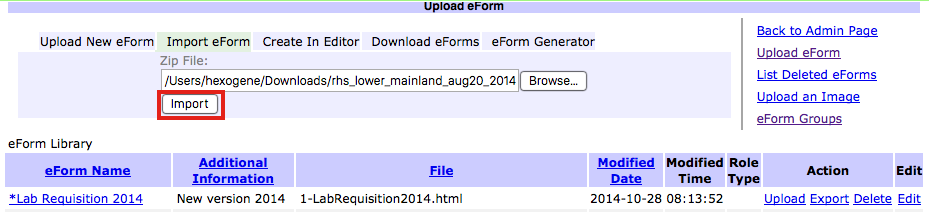 Upload eForm
Upload New eForm Import eForm Create In Editor Download eForms eForm Generator
Zip File:
/Users/hexogene/Downloads/rhs_lower_mainland_aug20_2014 Browse...
Import
Back to Admin Page
Upload eForm
List Deleted eForms
Upload an Image
eForm Groups
eForm Library
eForm Name Additional Information File Modified Date Modified Time Role Type Action Edit
*Lab Requisition 2014 New version 2014 1-LabRequisition2014.html 2014-10-28 08:13:52 Upload Export Delete Edit